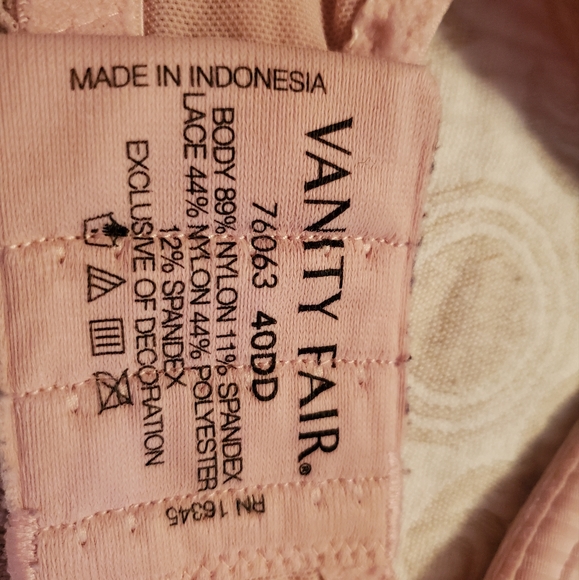 MADE IN INDONESIA
VANITY FAIR®
76063 40DD
BODY 89% NYLON 11% SPANDEX
LACE 44% NYLON 44% POLYESTER
12% SPANDEX
EXCLUSIVE OF DECORATION
RN 16345